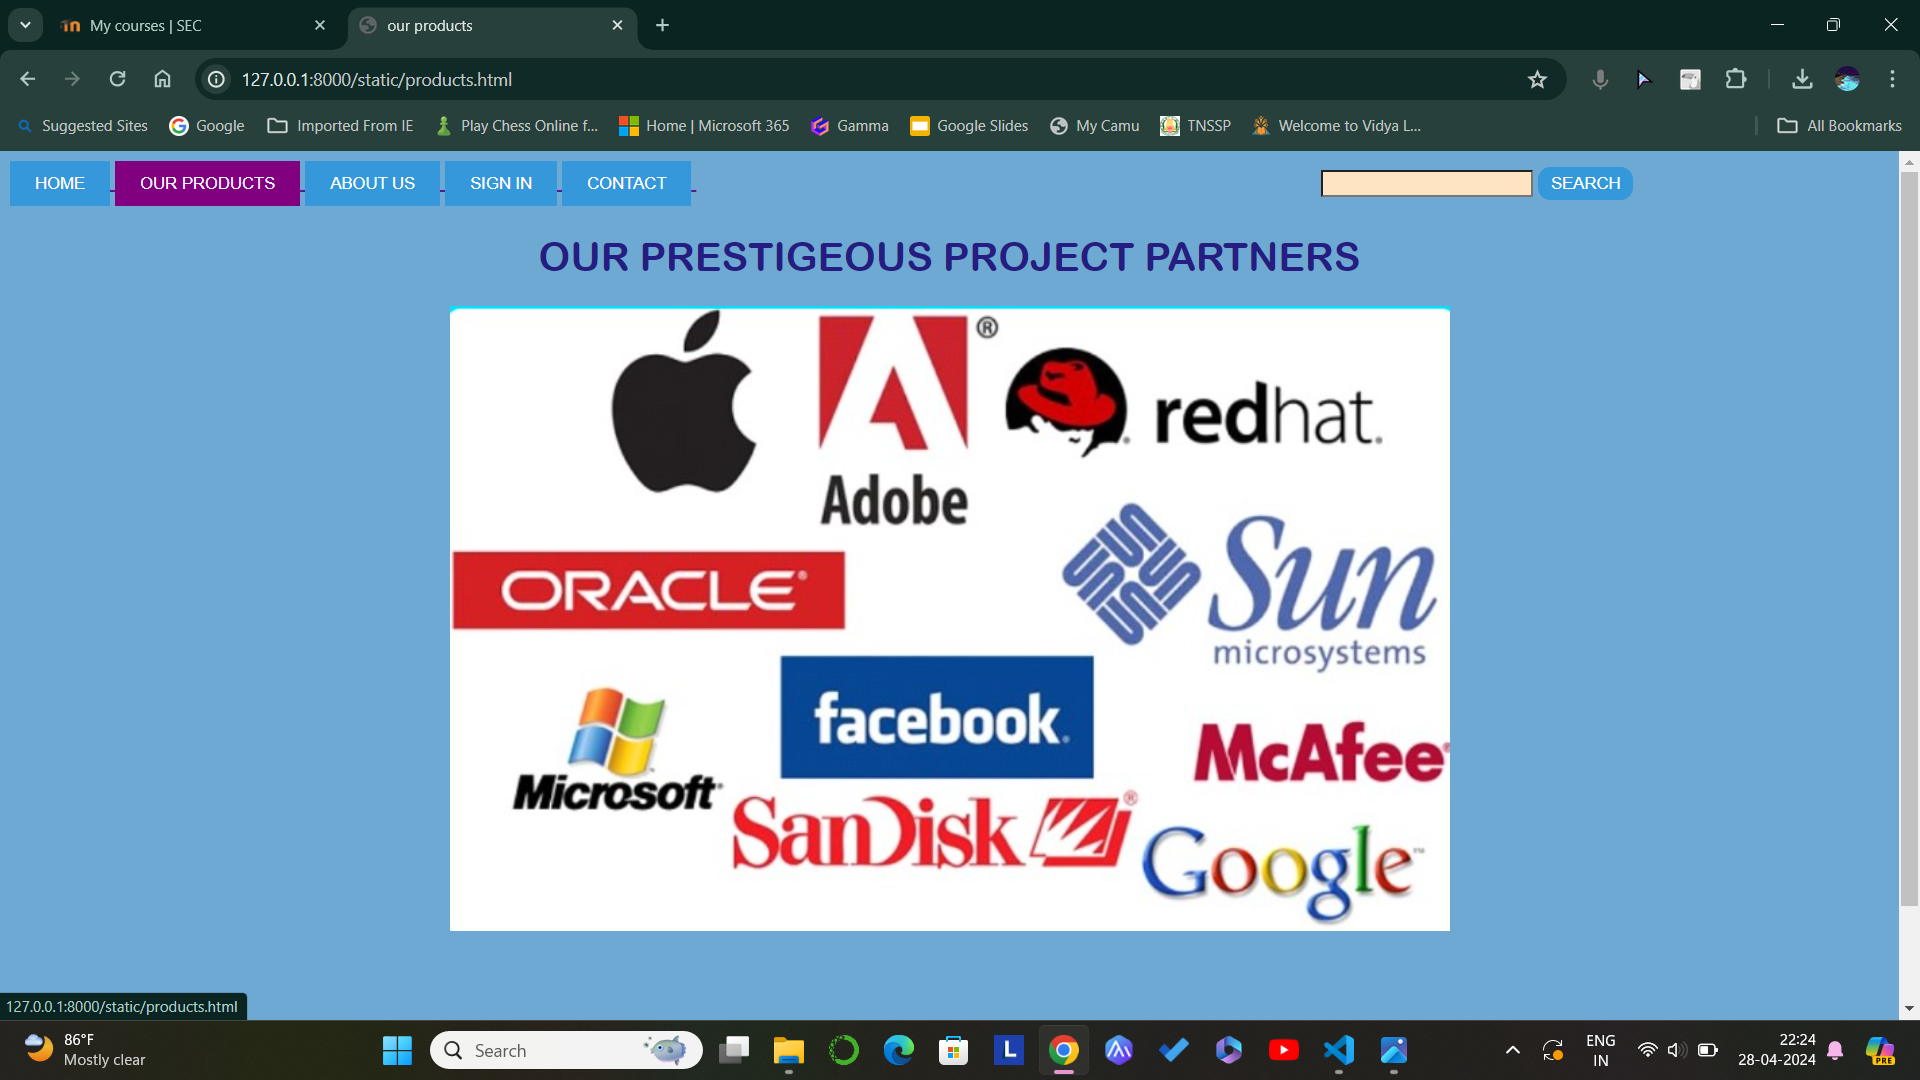 My courses | SEC
our products
127.0.0.1:8000/static/products.html
Suggested Sites
Google
Imported From IE
Play Chess Online f...
Home | Microsoft 365
Gamma
Google Slides
My Camu
TNSSP
Welcome to Vidya L...
All Bookmarks
HOME
OUR PRODUCTS
ABOUT US
SIGN IN
CONTACT
SEARCH
OUR PRESTIGEOUS PROJECT PARTNERS
®
Adobe
redhat.
ORACLE®
Sun
microsystems
facebook.
Microsoft
McAfee®
SanDisk®
Google™
127.0.0.1:8000/static/products.html
86°F
Mostly clear
Search
L
ENG
IN
22:24
28-04-2024
PRE